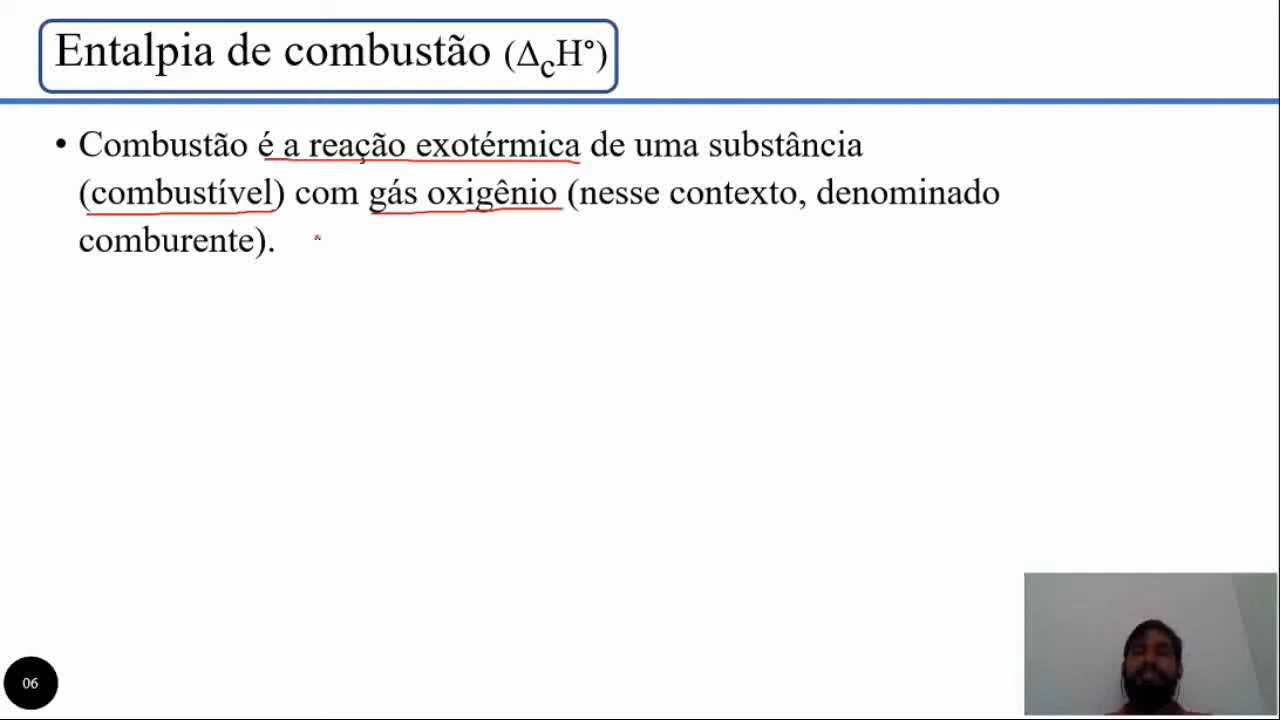 Entalpia de combustão (ΔcH°)
• Combustão é a reação exotérmica de uma substância
(combustível) com gás oxigênio (nesse contexto, denominado
comburente).
06